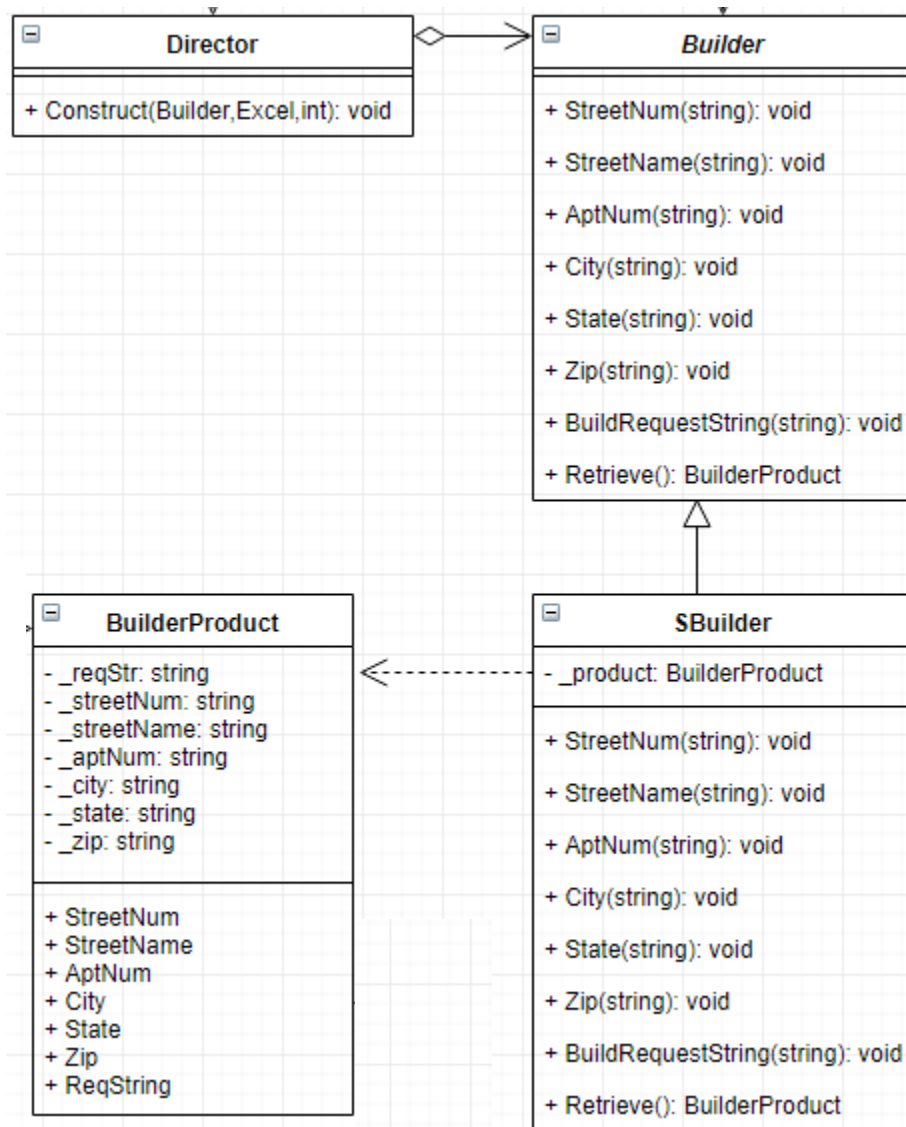 Director
+ Construct(Builder,Excel,int): void
Builder
+ StreetNum(string): void
+ StreetName(string): void
+ AptNum(string): void
+ City(string): void
+ State(string): void
+ Zip(string): void
+ BuildRequestString(string): void
+ Retrieve(): BuilderProduct
BuilderProduct
- _reqStr: string
- _streetNum: string
- _streetName: string
- _aptNum: string
- _city: string
- _state: string
- _zip: string
+ StreetNum
+ StreetName
+ AptNum
+ City
+ State
+ Zip
+ ReqString
SBuilder
- _product: BuilderProduct
+ StreetNum(string): void
+ StreetName(string): void
+ AptNum(string): void
+ City(string): void
+ State(string): void
+ Zip(string): void
+ BuildRequestString(string): void
+ Retrieve(): BuilderProduct